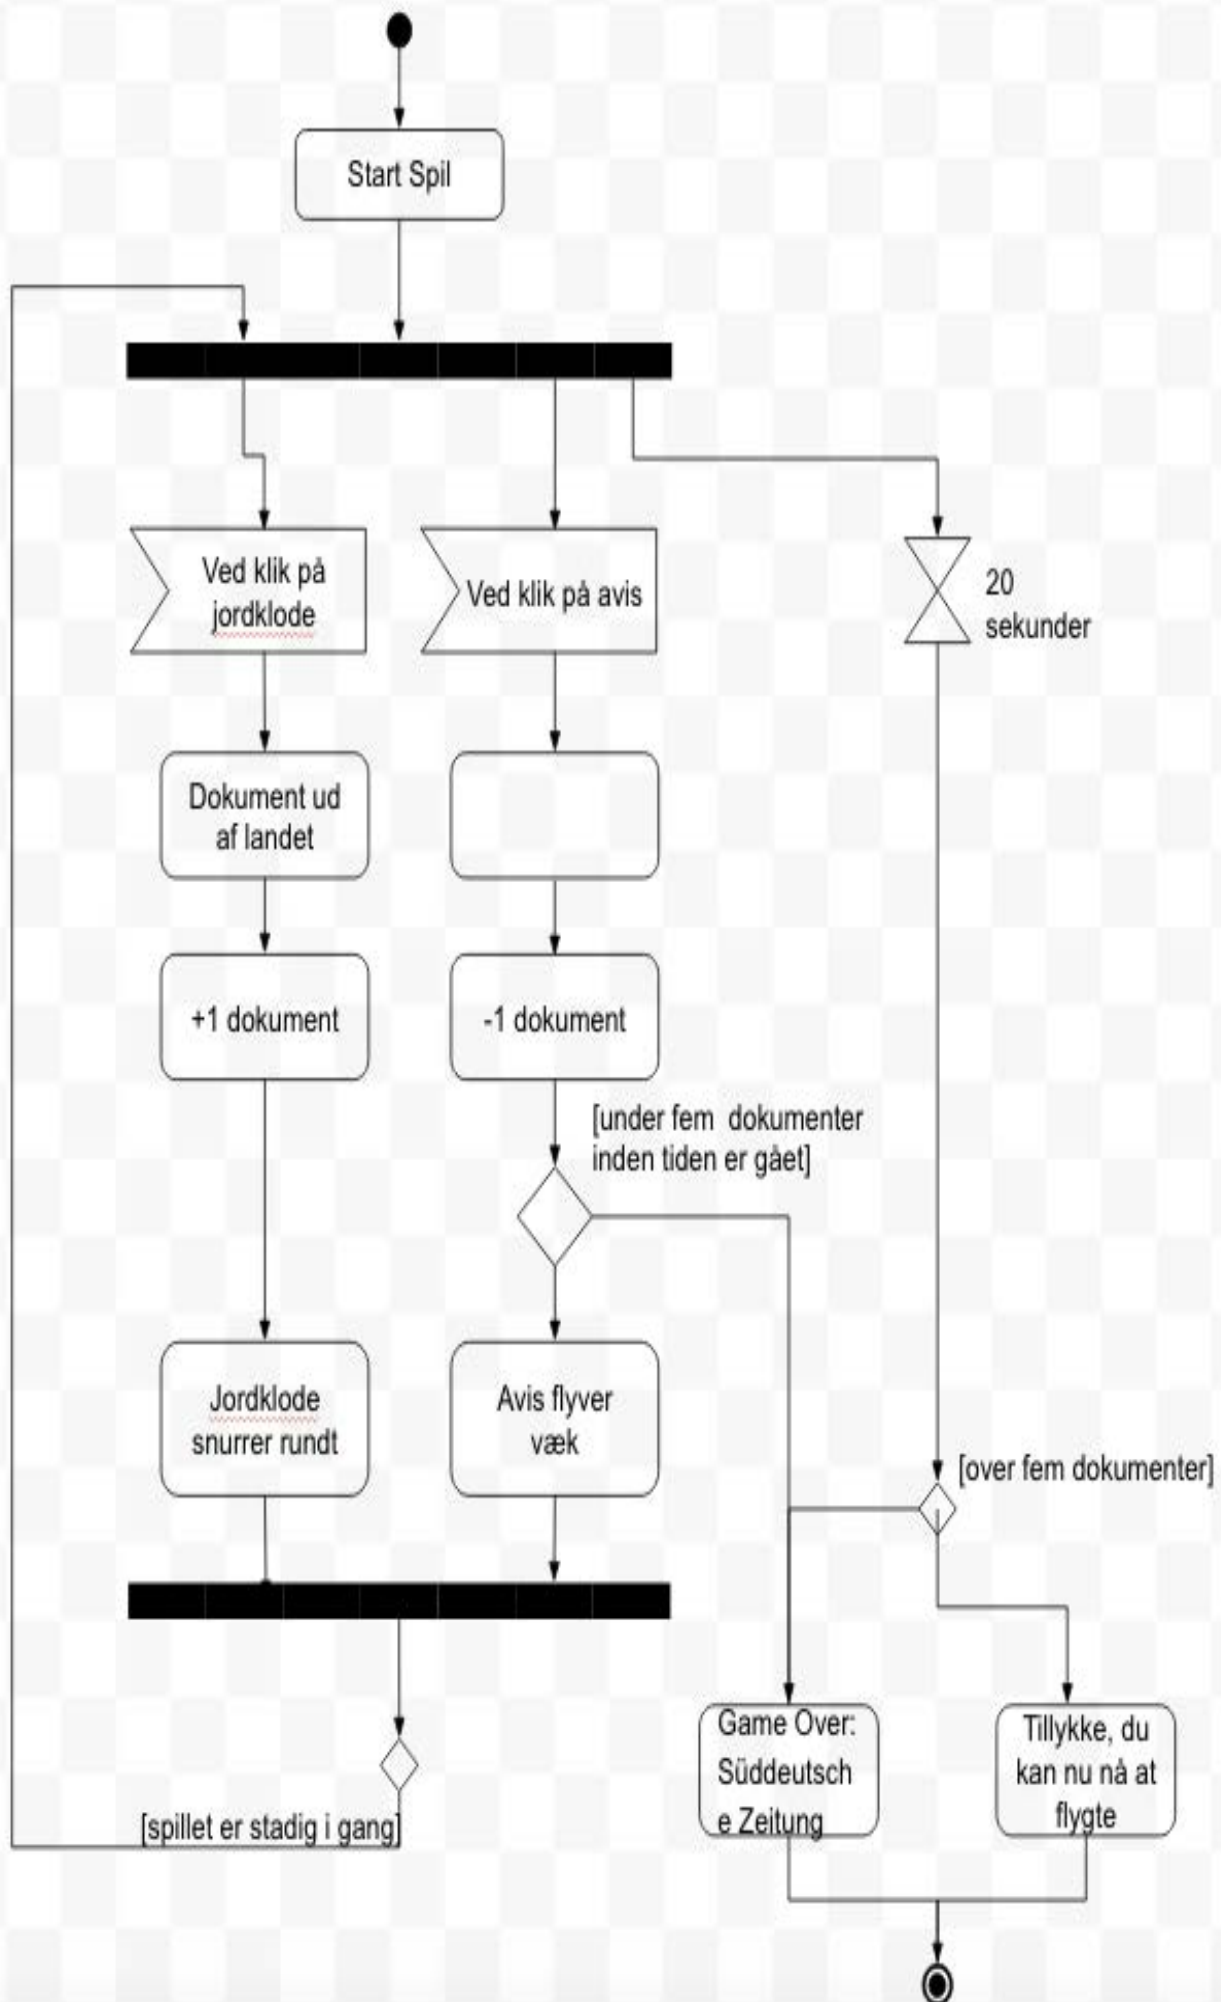 Start Spil
Ved klik på
jordklode
Ved klik på avis
20
sekunder
Dokument ud
af landet
+1 dokument
-1 dokument
[under fem dokumenter
inden tiden er gået]
Jordklode
snurrer rundt
Avis flyver
væk
[over fem dokumenter]
Game Over:
Süddeutsch
e Zeitung
Tillykke, du
kan nu nå at
flygte
[spillet er stadig i gang]